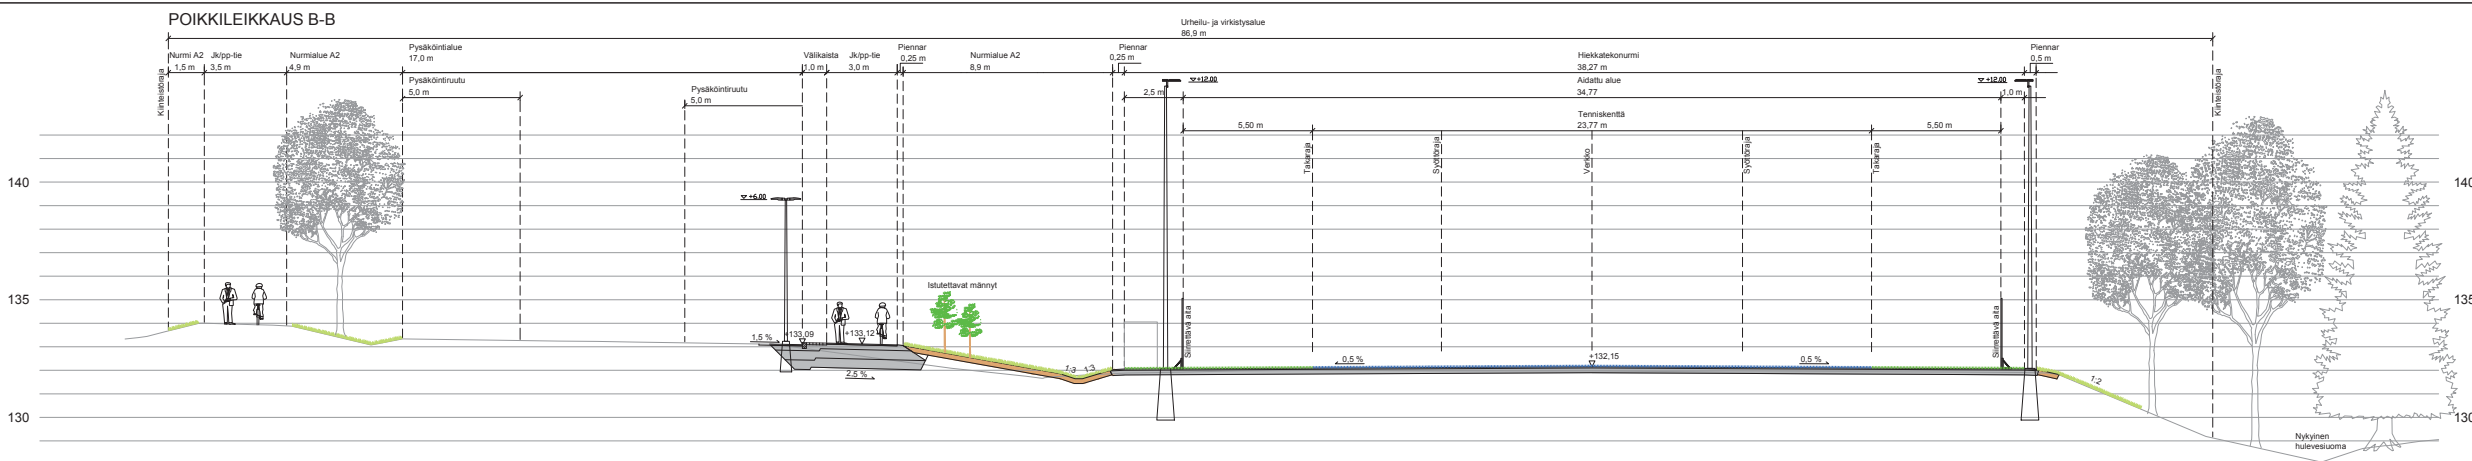 POIKKILEIKKAUS B-B
Urheilu- ja virkistysalue
86,9 m
Nurmi A2
1,5 m
Jk/pp-tie
3,5 m
Nurmialue A2
4,9 m
Pysäköintialue
17,0 m
Välikaista
1,0 m
Jk/pp-tie
3,0 m
Piennar
0,25 m
Nurmialue A2
8,9 m
Piennar
0,25 m
Hiekkatekonurmi
38,27 m
Piennar
0,5 m
Kiinteistöraja
Pysäköintiruutu
5,0 m
Pysäköintiruutu
5,0 m
+12.00
Aidattu alue
34,77
+12.00
2,5 m
1,0 m
Kiinteistöraja
Tenniskenttä
23,77 m
5,50 m
5,50 m
Takaraja
Syöttöraja
Verkko
Syöttöraja
Takaraja
140
140
+6.00
135
135
Istutettavat männyt
1,5 %
+133,09
+133,12
2,5 %
1:3
1:3
Siirrettävä aita
0,5 %
+132,15
0,5 %
Siirrettävä aita
1:2
130
130
Nykyinen
hulevesiuoma